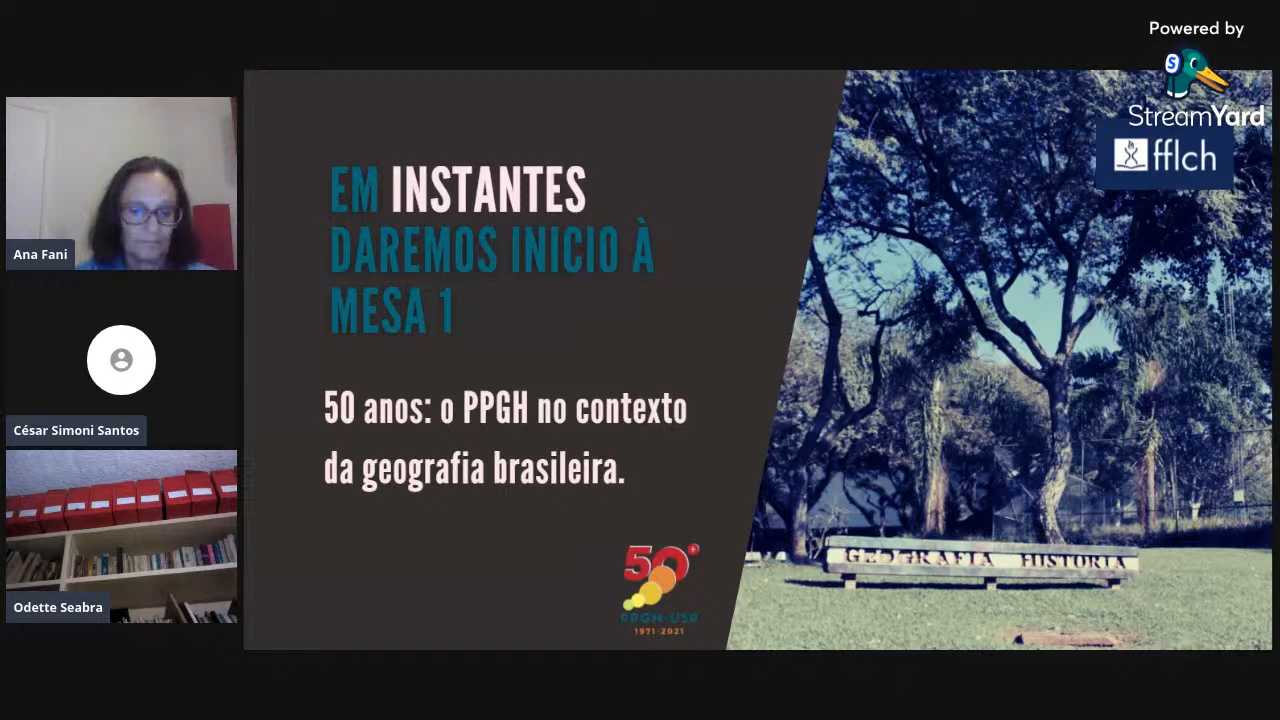 Powered by
S
StreamYard
fflch
Ana Fani
César Simoni Santos
Odette Seabra
EM INSTANTES
DAREMOS INICIO À
MESA 1
50 anos: o PPGH no contexto
da geografia brasileira.
50+
PPGH-USP
1971-2021
GEOGRAFIA HISTORIA